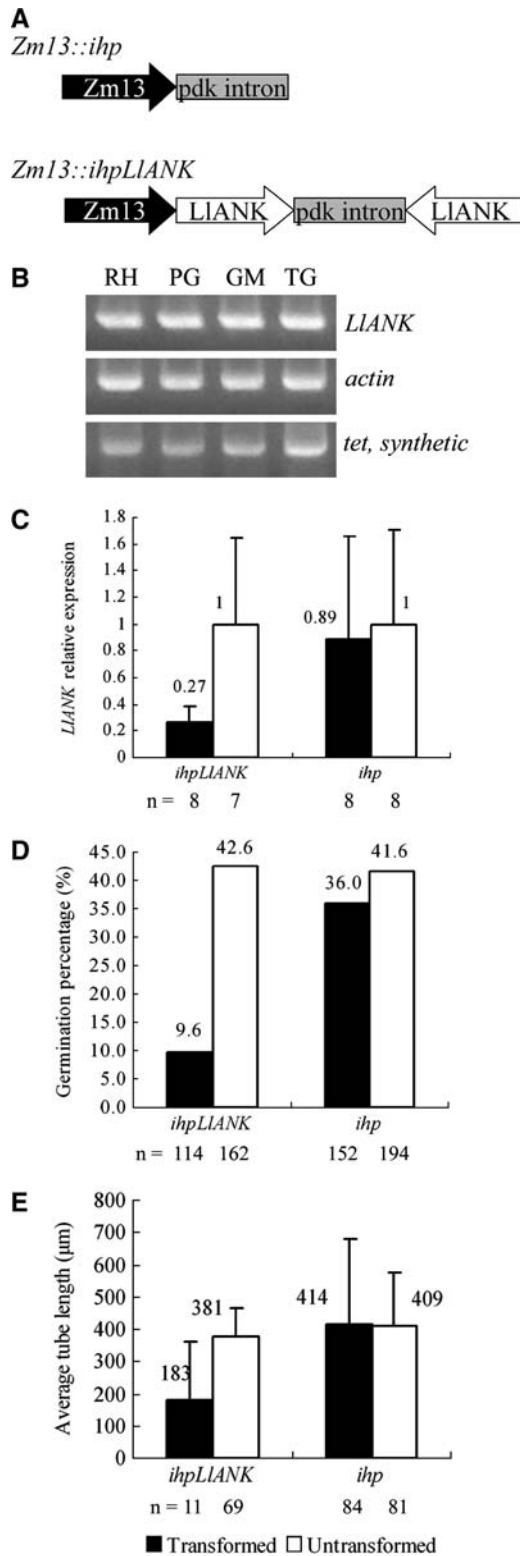 A
Zm13::ihp
Zm13 pdk intron
Zm13::ihpLlANK
Zm13 LlANK pdk intron LlANK
B
RH PG GM TG
LlANK
actin
tet, synthetic
C
LlANK relative expression
1.8
1.6
1.4
1.2
1
0.8
0.6
0.4
0.2
0
0.27
1
0.89
1
ihpLlANK ihp
n = 8 7 8 8
D
Germination percentage (%)
45.0
40.0
35.0
30.0
25.0
20.0
15.0
10.0
5.0
0.0
9.6
42.6
36.0
41.6
ihpLlANK ihp
n = 114 162 152 194
E
Average tube length (μm)
800
700
600
500
400
300
200
100
0
183
381
414
409
ihpLlANK ihp
n = 11 69 84 81
Transformed Untransformed